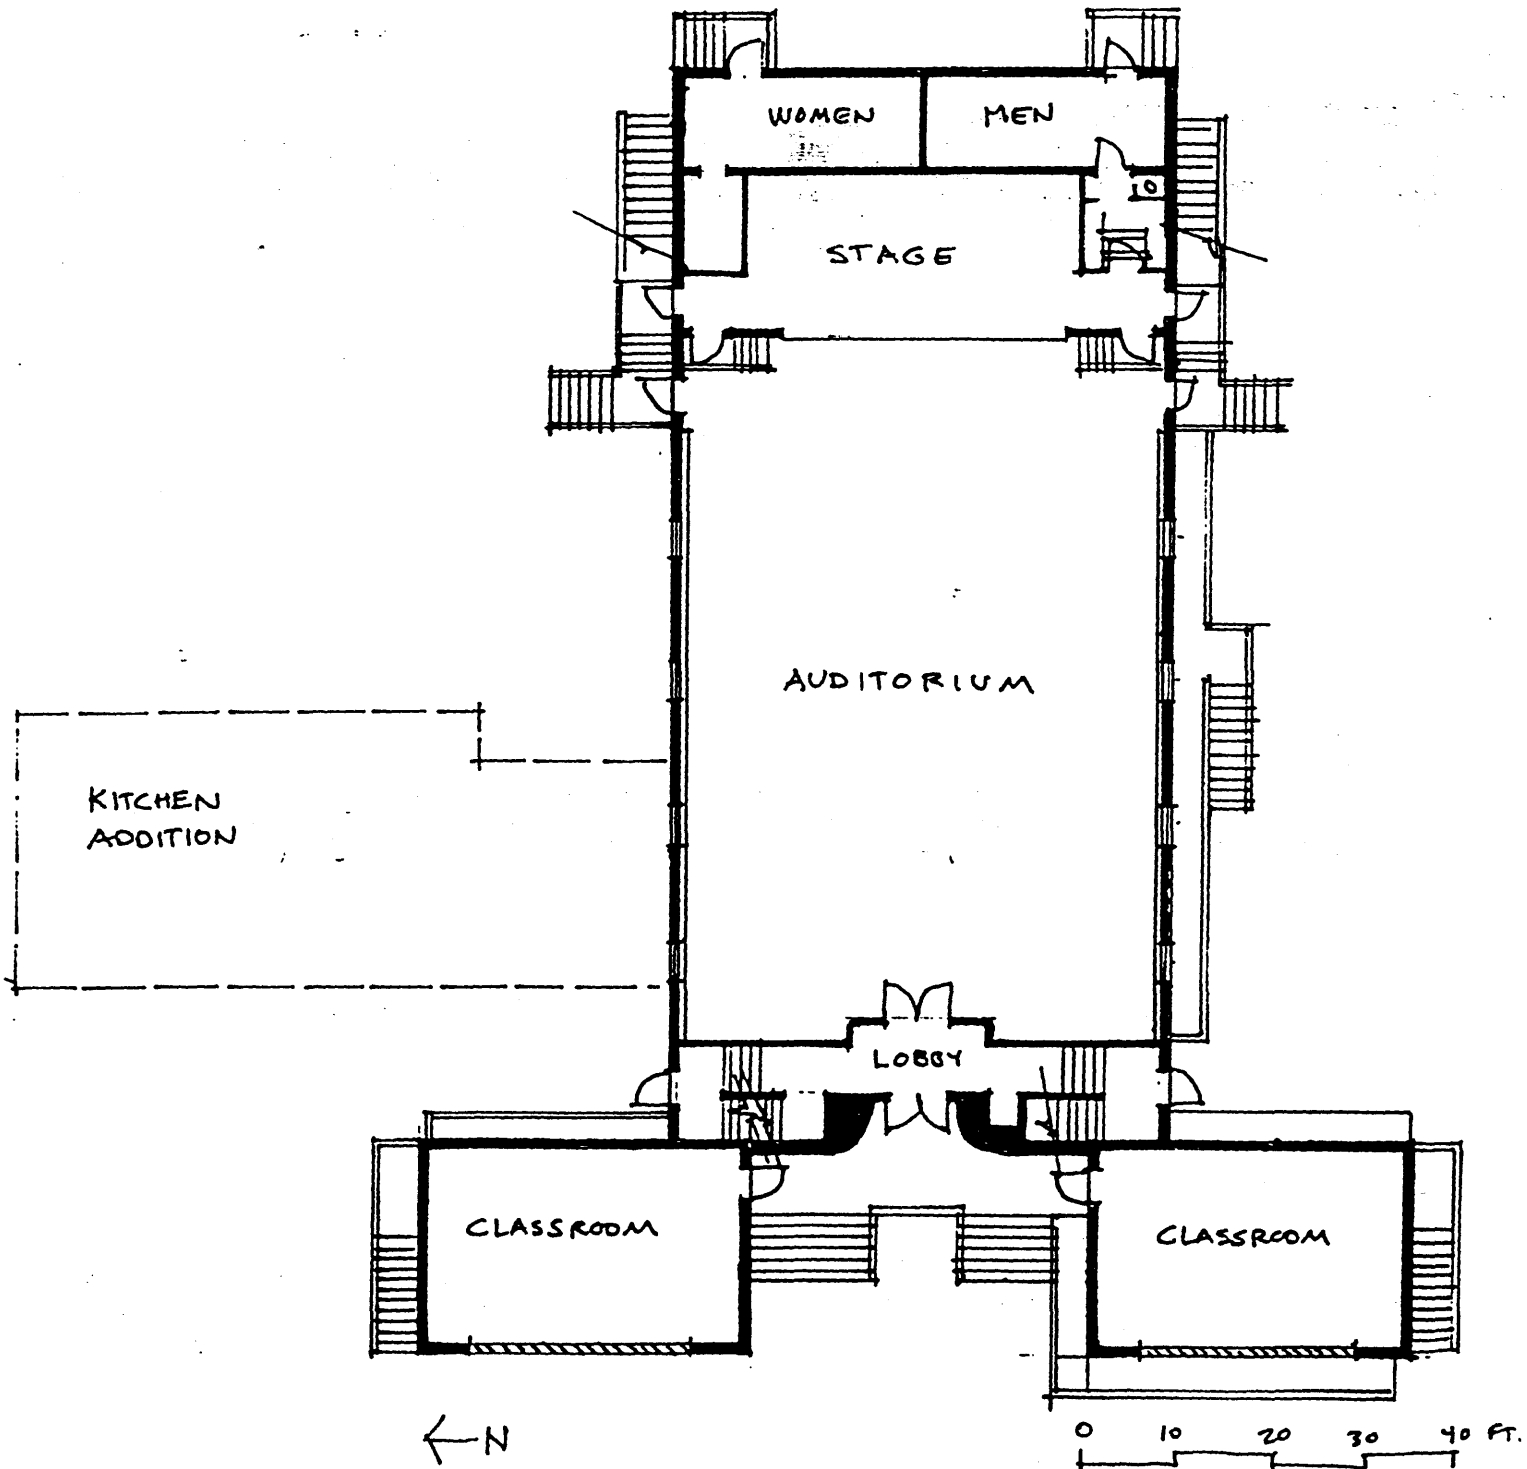 WOMEN
MEN
STAGE
AUDITORIUM
KITCHEN
ADDITION
LOBBY
CLASSROOM
CLASSROOM
N
0 10 20 30 40 FT.